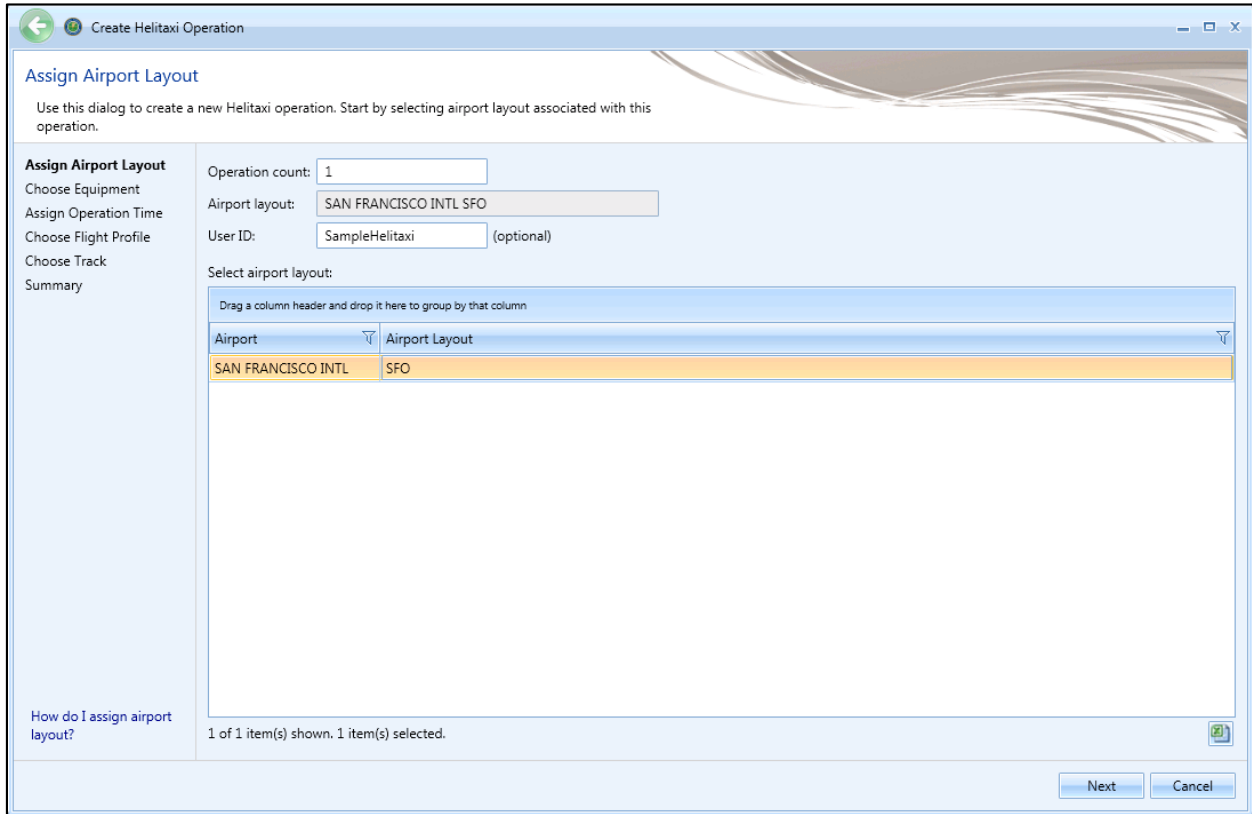 Create Helitaxi Operation
Assign Airport Layout
Use this dialog to create a new Helitaxi operation. Start by selecting airport layout associated with this
operation.
Assign Airport Layout
Choose Equipment
Assign Operation Time
Choose Flight Profile
Choose Track
Summary
How do I assign airport
layout?
Operation count: 1
Airport layout: SAN FRANCISCO INTL SFO
User ID: SampleHelitaxi (optional)
Select airport layout:
Drag a column header and drop it here to group by that column
Airport Airport Layout
SAN FRANCISCO INTL SFO
1 of 1 item(s) shown. 1 item(s) selected.
Next Cancel